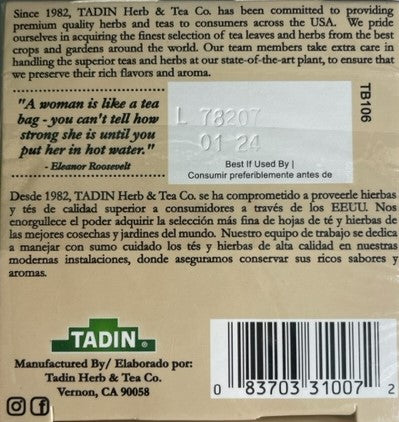 Since 1982, TADIN Herb & Tea Co. has been committed to providing
premium quality herbs and teas to consumers across the USA. We pride
ourselves in acquiring the finest selection of tea leaves and herbs from the best
crops and gardens around the world. Our team members take extra care in
handling the superior teas and herbs at our state-of-the-art plant, to ensure that
we preserve their rich flavors and aroma.
"A woman is like a tea
bag - you can't tell how
strong she is until you
put her in hot water."
- Eleanor Roosevelt
L 78207
01 24
Best If Used By |
Consumir preferiblemente antes de
TB106
Desde 1982, TADIN Herb & Tea Co. se ha comprometido a proveerle hierbas
y tés de calidad superior a consumidores a través de los EEUU. Nos
enorgullece el poder adquirir la selección más fina de hojas de té y hierbas de
las mejores cosechas y jardines del mundo. Nuestro equipo de trabajo se dedica
a manejar con sumo cuidado los tés y hierbas de alta calidad en nuestras
modernas instalaciones, donde aseguramos conservar sus ricos sabores y
aromas.
TADIN®
Manufactured By/ Elaborado por:
Tadin Herb & Tea Co.
Vernon, CA 90058
0 83703 31007 2